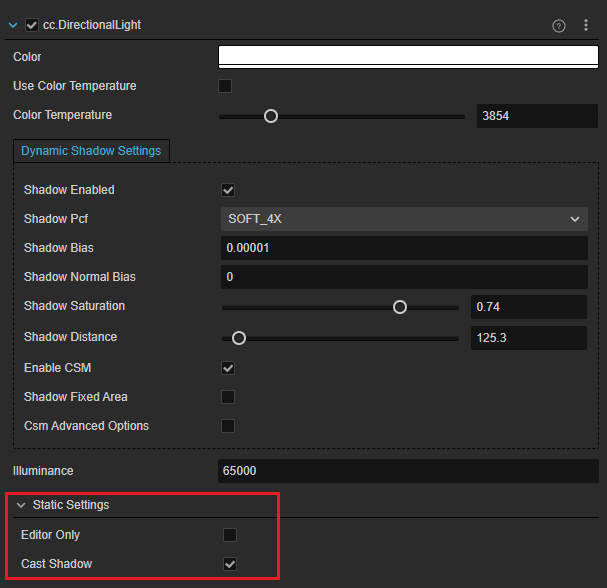 cc.DirectionalLight
Color
Use Color Temperature
Color Temperature 3854
Dynamic Shadow Settings
Shadow Enabled
Shadow Pcf SOFT_4X
Shadow Bias 0.00001
Shadow Normal Bias 0
Shadow Saturation 0.74
Shadow Distance 125.3
Enable CSM
Shadow Fixed Area
Csm Advanced Options
Illuminance 65000
Static Settings
Editor Only
Cast Shadow